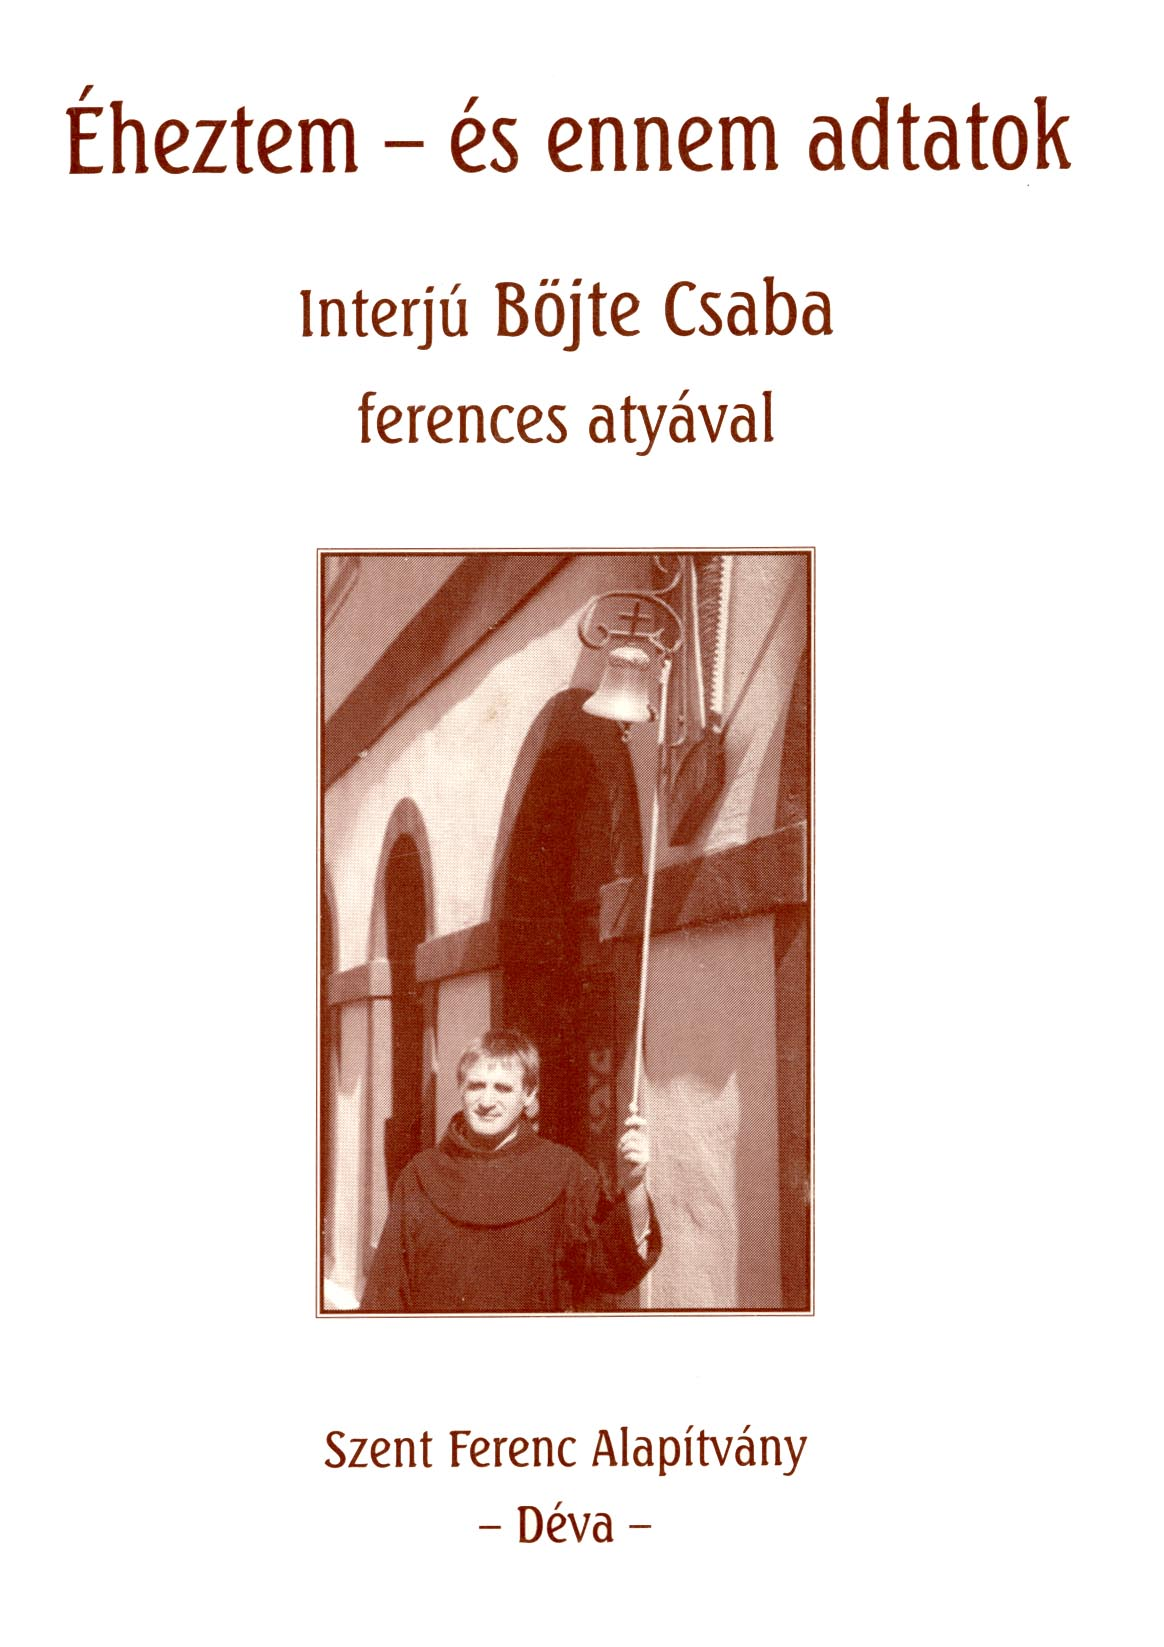 Éheztem – és ennem adtatok
Interjú Böjte Csaba
ferences atyával
Szent Ferenc Alapítvány
– Déva –